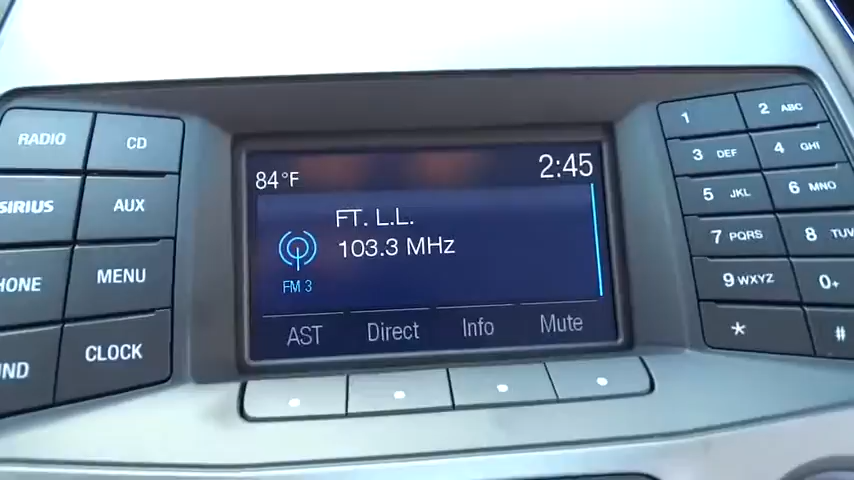 RADIO
CD
SIRIUS
AUX
HONE
MENU
ND
CLOCK
84°F
2:45
FT. L.L.
103.3 MHz
FM 3
AST
Direct
Info
Mute
1
2 ABC
3 DEF
4 GHI
5 JKL
6 MNO
7 PQRS
8 TUV
9 WXYZ
0+
*
#